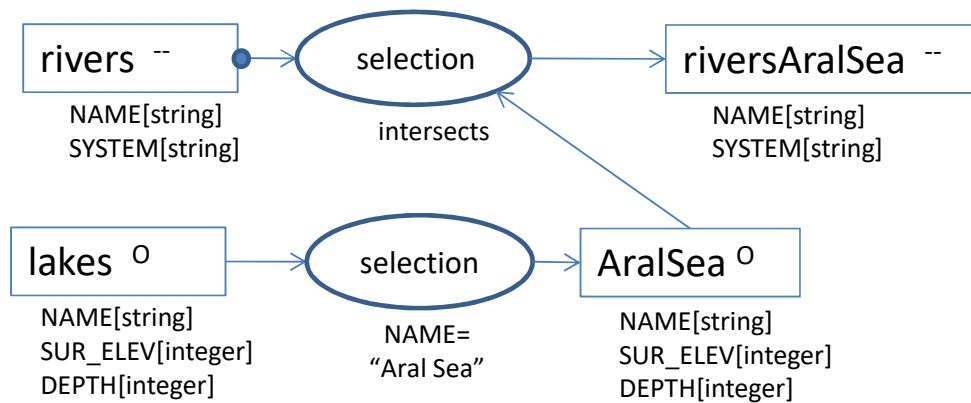 rivers --
selection
riversAralSea --
NAME[string]
SYSTEM[string]
intersects
NAME[string]
SYSTEM[string]
lakes O
selection
AralSea O
NAME[string]
SUR_ELEV[integer]
DEPTH[integer]
NAME=
“Aral Sea”
NAME[string]
SUR_ELEV[integer]
DEPTH[integer]